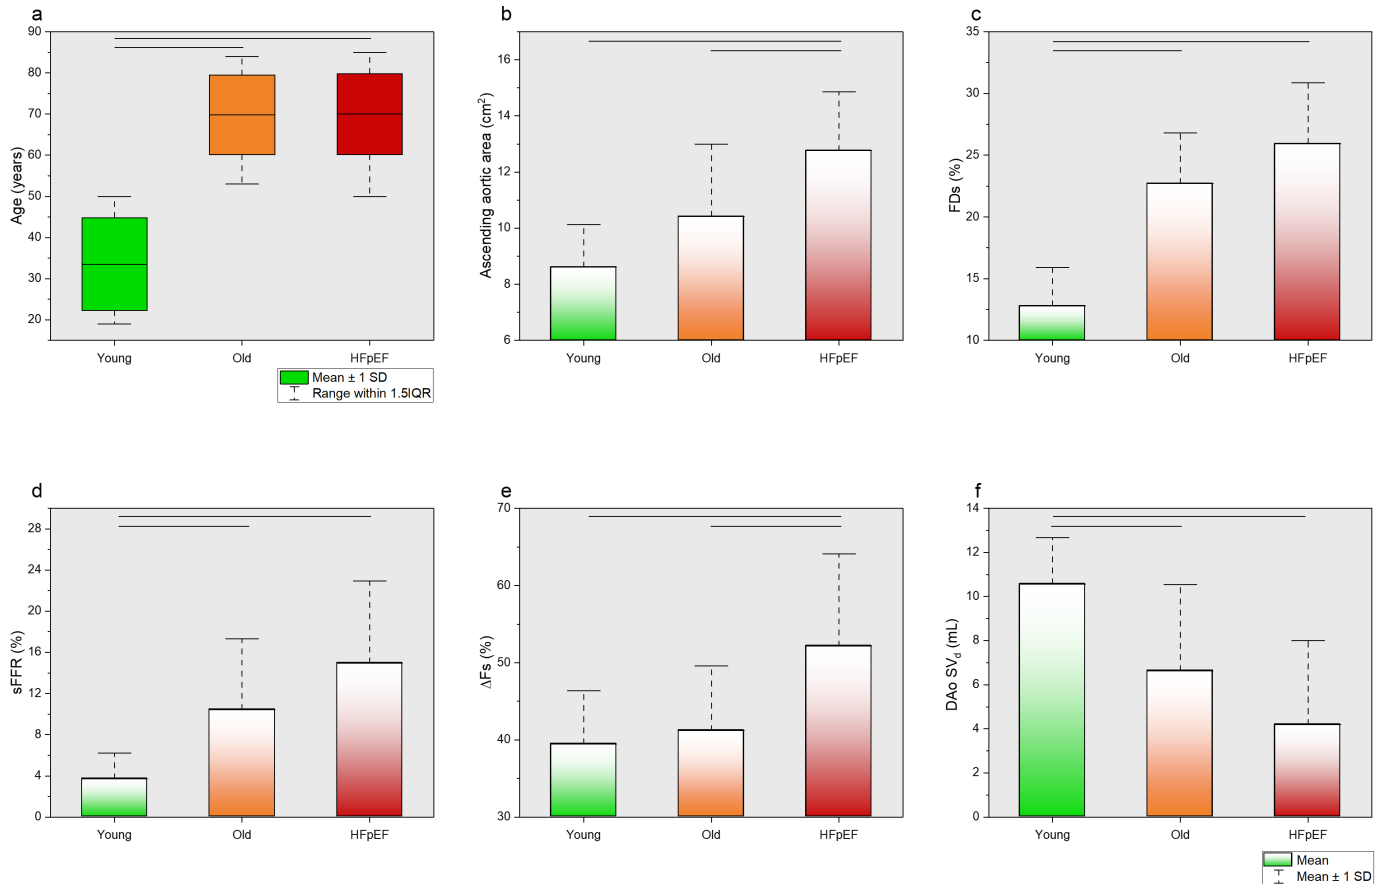 a
Age (years)
90
80
70
60
50
40
30
20
Young
Old
HFpEF
Mean ± 1 SD
Range within 1.5IQR
b
Ascending aortic area (cm²)
16
14
12
10
8
6
Young
Old
HFpEF
c
FDs (%)
35
30
25
20
15
10
Young
Old
HFpEF
d
sFFR (%)
28
24
20
16
12
8
4
0
Young
Old
HFpEF
e
ΔFs (%)
70
60
50
40
30
Young
Old
HFpEF
f
DAo SVd (mL)
14
12
10
8
6
4
2
0
Young
Old
HFpEF
Mean
Mean ± 1 SD